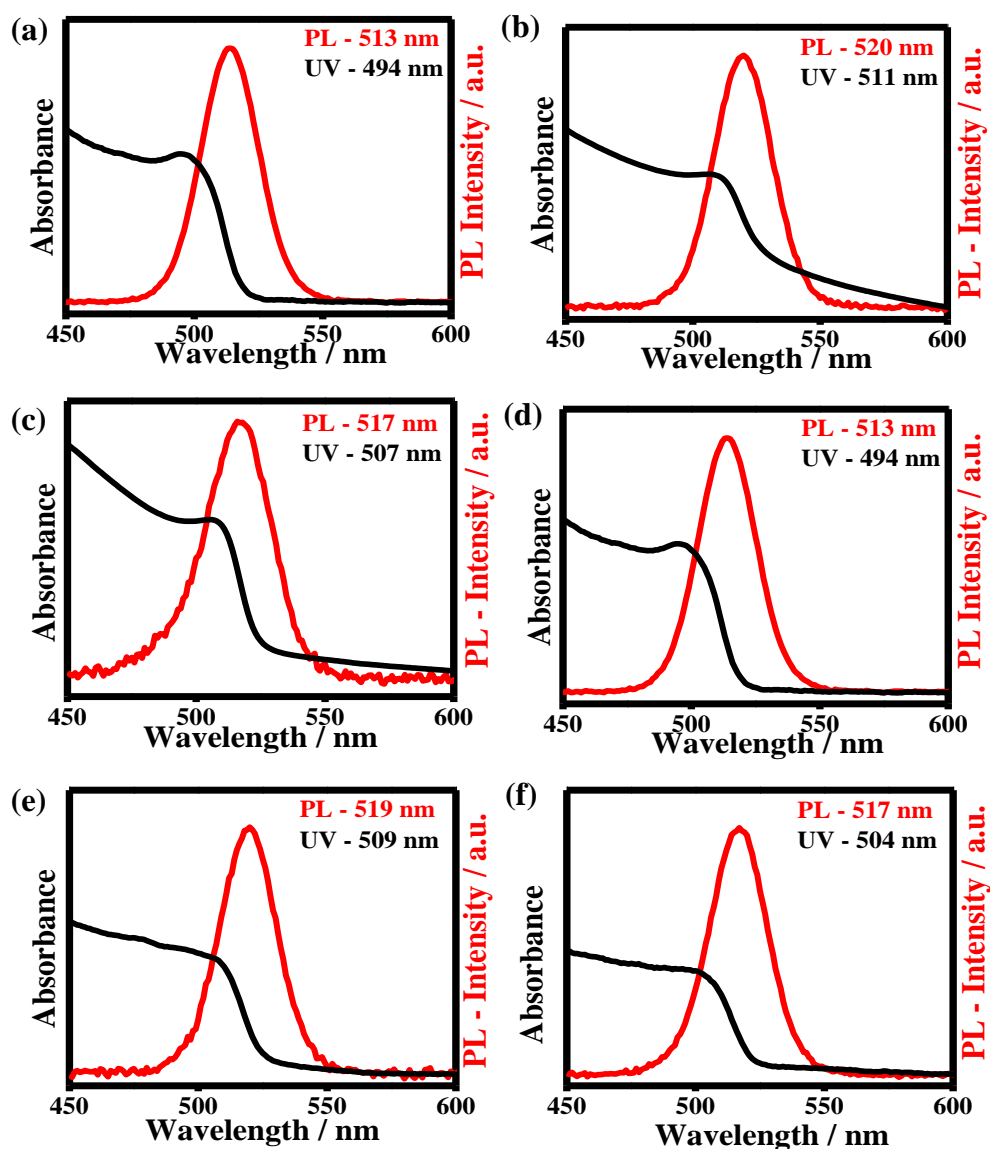 (a)
PL - 513 nm
UV - 494 nm
Absorbance
PL Intensity / a.u.
450 500 550 600
Wavelength / nm
(b)
PL - 520 nm
UV - 511 nm
Absorbance
PL - Intensity / a.u.
450 500 550 600
Wavelength / nm
(c)
PL - 517 nm
UV - 507 nm
Absorbance
PL - Intensity / a.u.
450 500 550 600
Wavelength / nm
(d)
PL - 513 nm
UV - 494 nm
Absorbance
PL Intensity / a.u.
450 500 550 600
Wavelength / nm
(e)
PL - 519 nm
UV - 509 nm
Absorbance
PL - Intensity / a.u.
450 500 550 600
Wavelength / nm
(f)
PL - 517 nm
UV - 504 nm
Absorbance
PL - Intensity / a.u.
450 500 550 600
Wavelength / nm